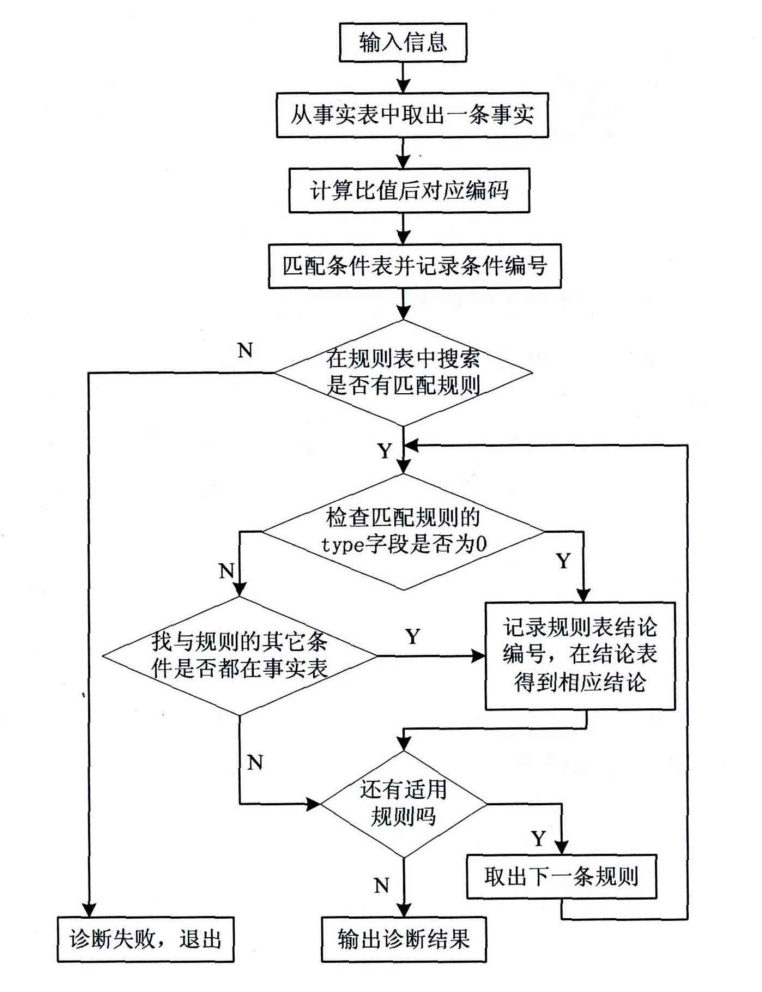 输入信息
从事实表中取出一条事实
计算比值后对应编码
匹配条件表并记录条件编号
N
在规则表中搜索
是否有匹配规则
Y
检查匹配规则的
type字段是否为0
N
Y
找与规则的其它条
件是否都在事实表
Y
记录规则表结论
编号，在结论表
得到相应结论
N
还有适用
规则吗
Y
取出下一条规则
N
诊断失败，退出
输出诊断结果